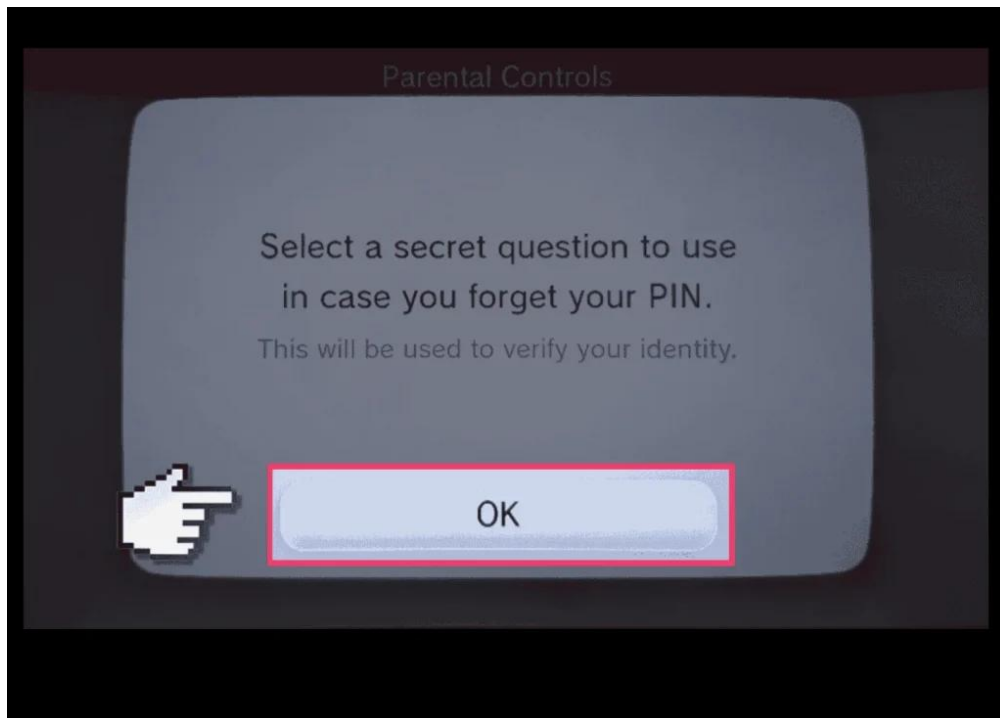 Parental Controls
Select a secret question to use
in case you forget your PIN.
This will be used to verify your identity.
OK